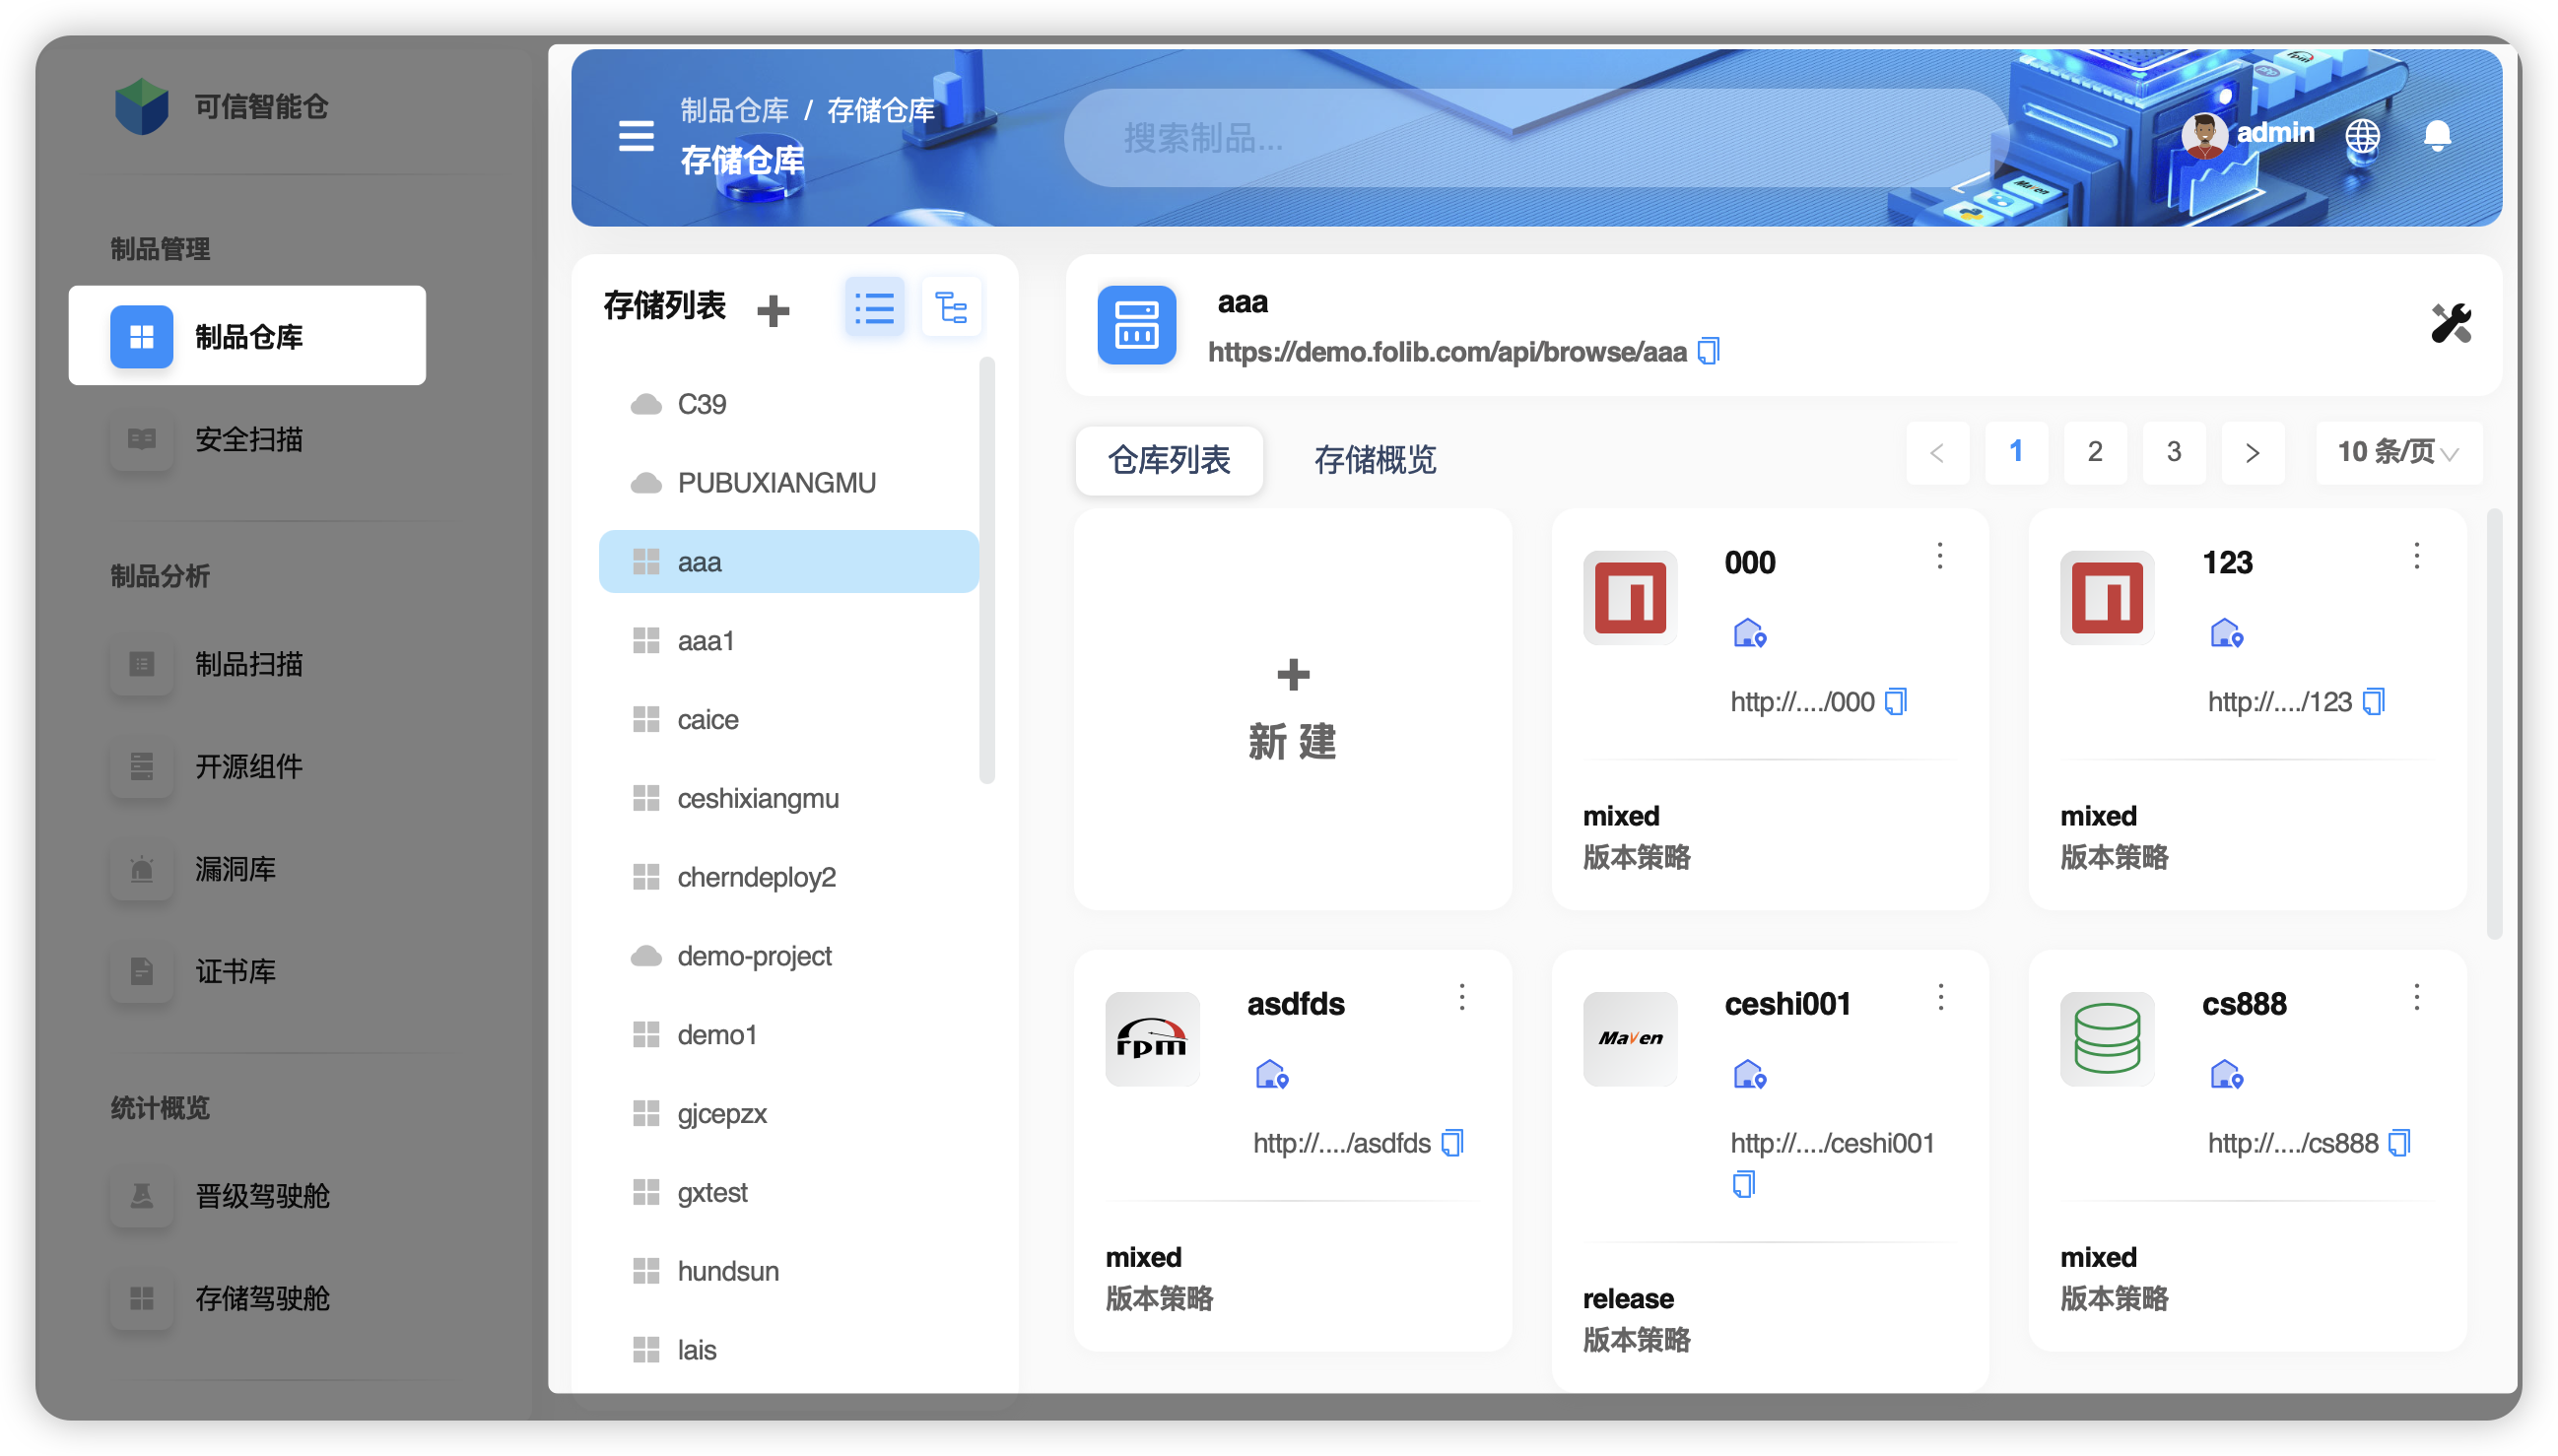 可信智能仓
制品管理
制品仓库
安全扫描
制品分析
制品扫描
开源组件
漏洞库
证书库
统计概览
晋级驾驶舱
存储驾驶舱
制品仓库 / 存储仓库
存储仓库
搜索制品...
admin
php
rpm
Maven
存储列表
C39
PUBUXIANGMU
aaa
aaa1
caice
ceshixiangmu
cherndeploy2
demo-project
demo1
gjcepzx
gxtest
hundsun
lais
aaa
https://demo.folib.com/api/browse/aaa
仓库列表 存储概览
< 1 2 3 > 10 条/页
新 建
000
http://..../000
mixed
版本策略
123
http://..../123
mixed
版本策略
rpm
asdfds
http://..../asdfds
mixed
版本策略
Maven
ceshi001
http://..../ceshi001
release
版本策略
cs888
http://..../cs888
mixed
版本策略